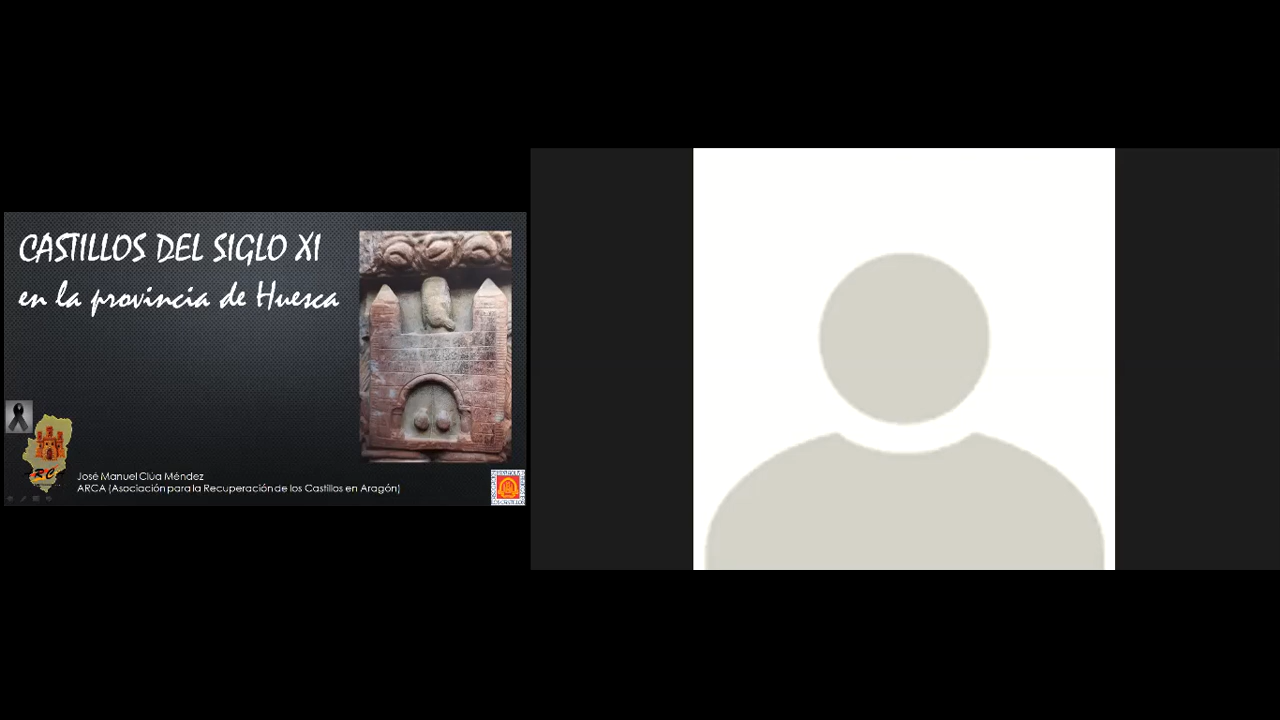 CASTILLOS DEL SIGLO XI
en la provincia de Huesca
José Manuel Clúa Méndez
ARCA (Asociación para la Recuperación de los Castillos en Aragón)